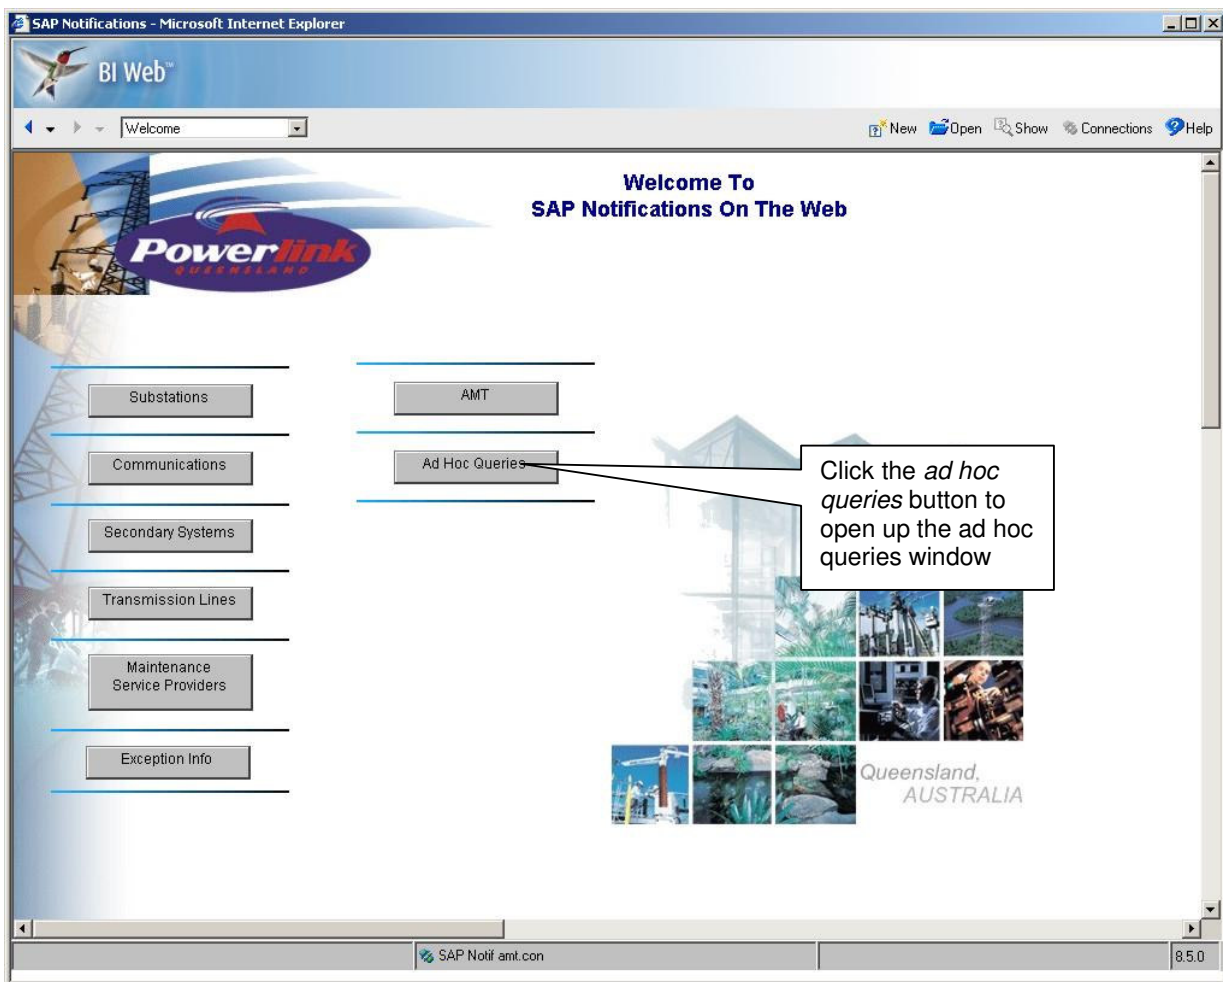 SAP Notifications - Microsoft Internet Explorer
BI Web™
Welcome
New Open Show Connections Help
Welcome To
SAP Notifications On The Web
Powerlink
QUEENSLAND
Substations
AMT
Communications
Ad Hoc Queries
Click the ad hoc
queries button to
open up the ad hoc
queries window
Secondary Systems
Transmission Lines
Maintenance
Service Providers
Exception Info
Queensland,
AUSTRALIA
SAP Notif amt.con
8.5.0